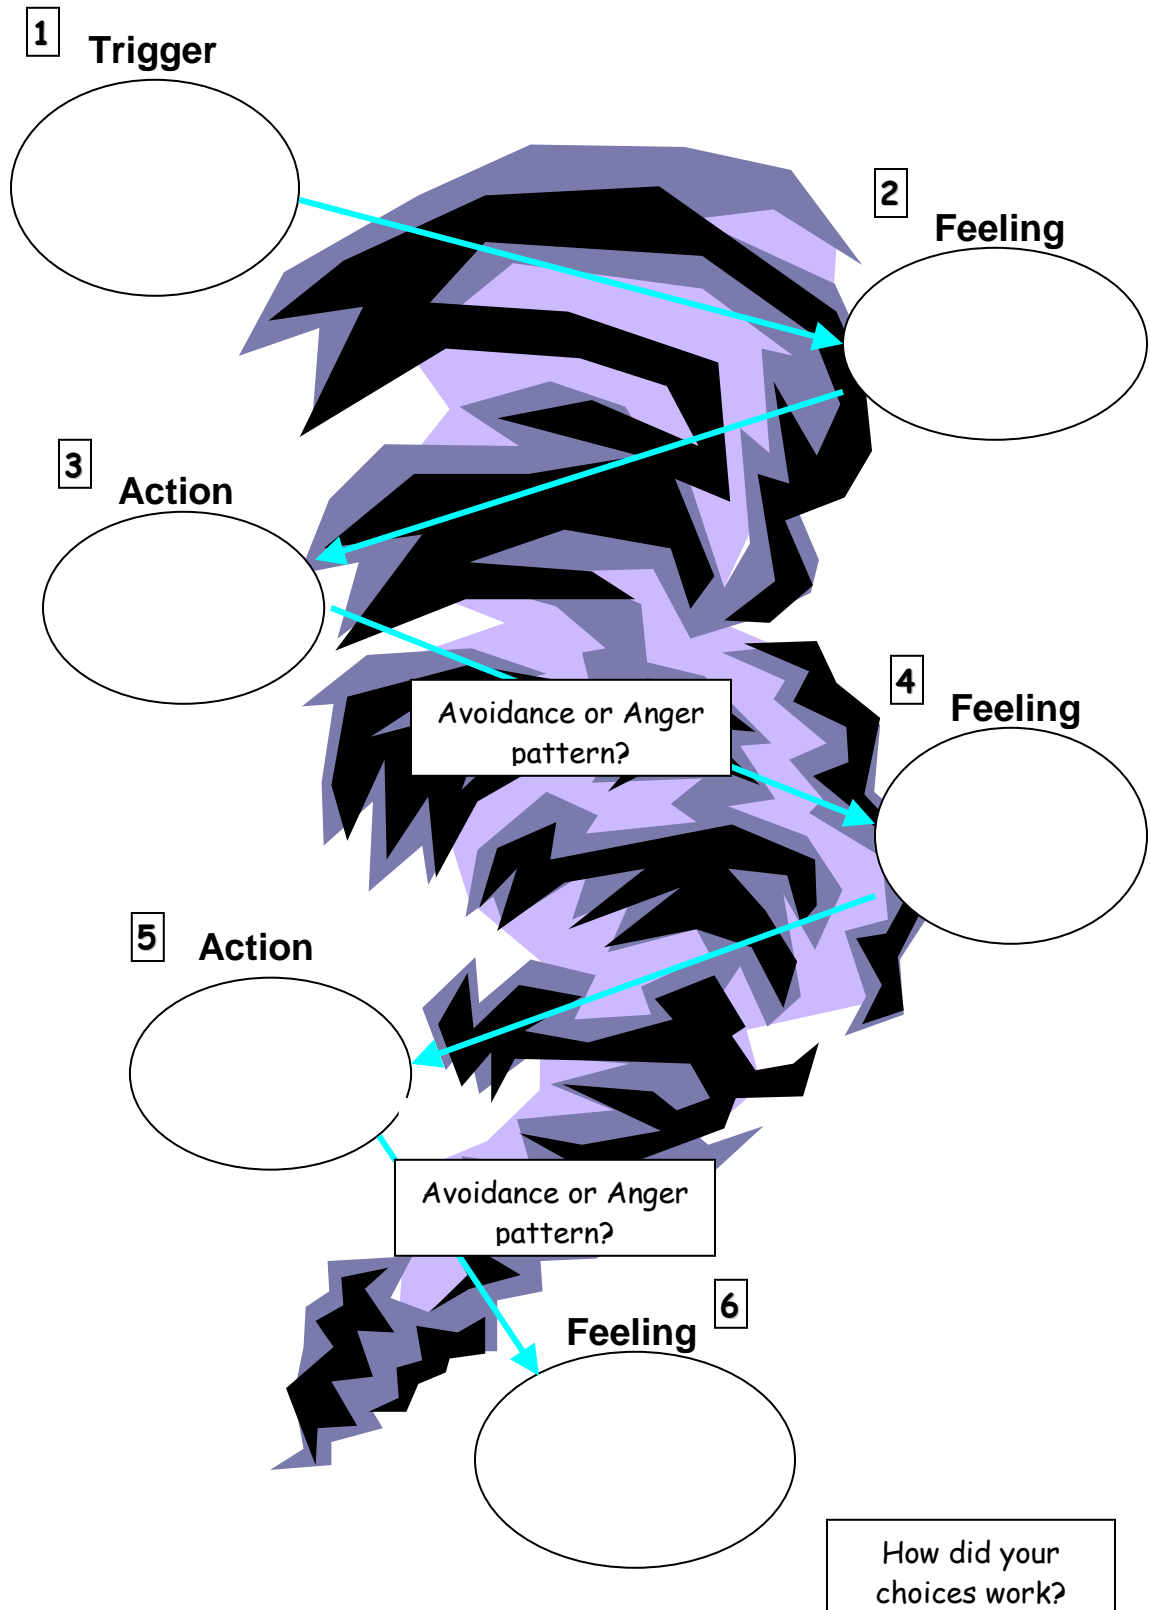 1
Trigger
2
Feeling
3
Action
4
Feeling
Avoidance or Anger
pattern?
5
Action
Avoidance or Anger
pattern?
6
Feeling
How did your
choices work?